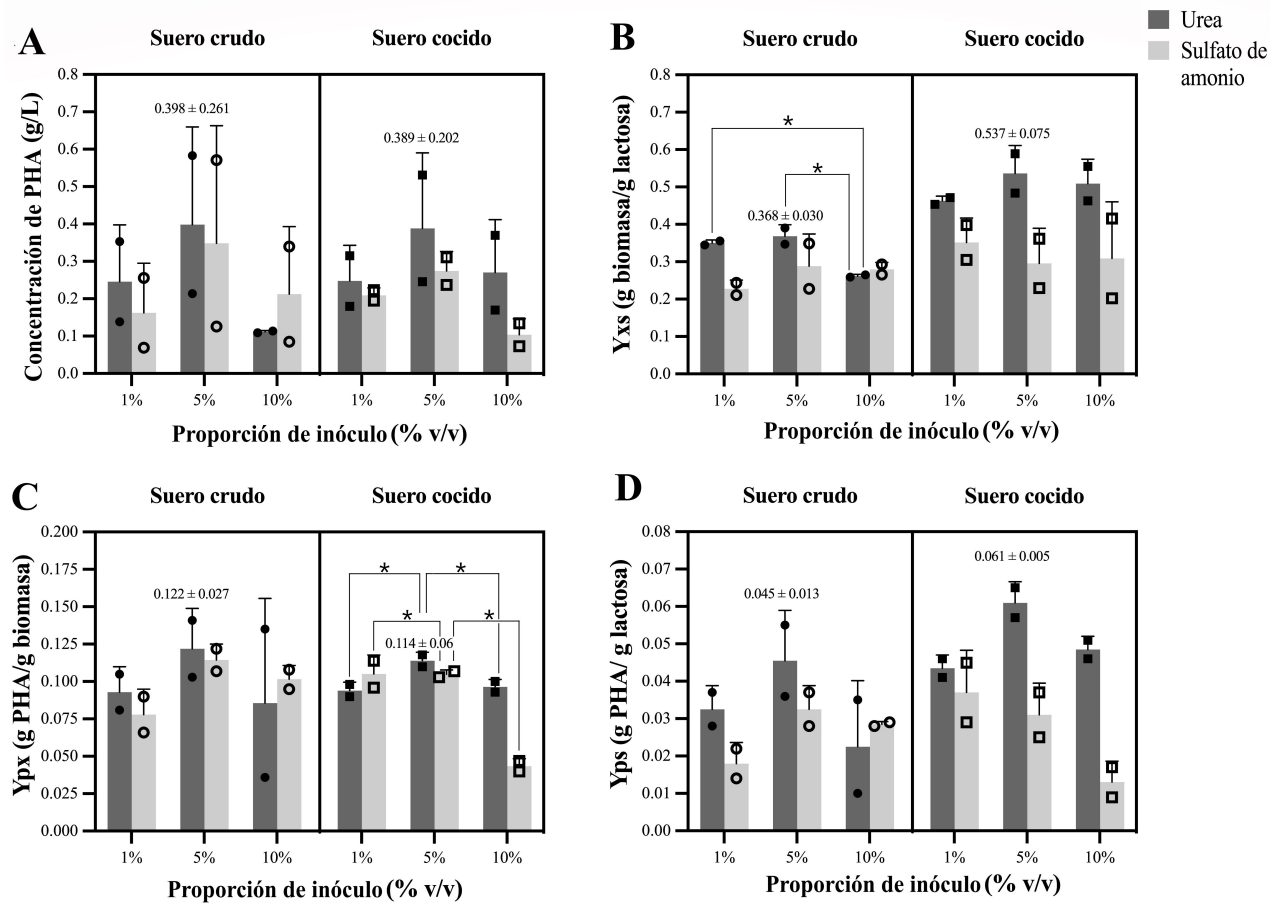 Urea
Sulfato de
amonio
A
Suero crudo
Suero cocido
Concentración de PHA (g/L)
0.8
0.7
0.6
0.5
0.4
0.3
0.2
0.1
0.0
0.398 ± 0.261
0.389 ± 0.202
1%
5%
10%
1%
5%
10%
Proporción de inóculo (% v/v)
B
Suero crudo
Suero cocido
Yxs (g biomasa/g lactosa)
0.8
0.7
0.6
0.5
0.4
0.3
0.2
0.1
0.0
*
*
0.368 ± 0.030
0.537 ± 0.075
1%
5%
10%
1%
5%
10%
Proporción de inóculo (% v/v)
C
Suero crudo
Suero cocido
Ypx (g PHA/g biomasa)
0.200
0.175
0.150
0.125
0.100
0.075
0.050
0.025
0.000
0.122 ± 0.027
*
*
*
*
0.114 ± 0.06
1%
5%
10%
1%
5%
10%
Proporción de inóculo (% v/v)
D
Suero crudo
Suero cocido
Yps (g PHA/ g lactosa)
0.08
0.07
0.06
0.05
0.04
0.03
0.02
0.01
0.00
0.045 ± 0.013
0.061 ± 0.005
1%
5%
10%
1%
5%
10%
Proporción de inóculo (% v/v)